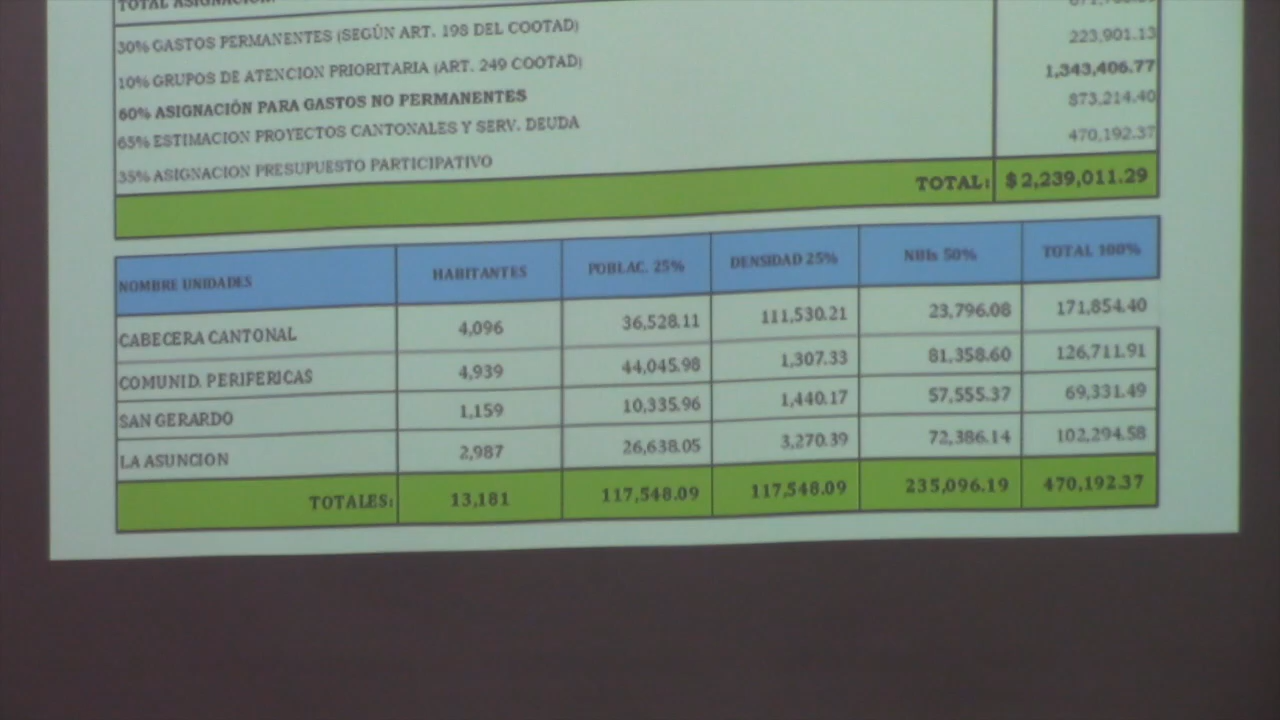 TOTAL ASIGNACION:
30% GASTOS PERMANENTES (SEGÚN ART. 198 DEL COOTAD)
10% GRUPOS DE ATENCION PRIORITARIA (ART. 249 COOTAD) 223,901.13
60% ASIGNACIÓN PARA GASTOS NO PERMANENTES 1,343,406.77
65% ESTIMACION PROYECTOS CANTONALES Y SERV. DEUDA 873,214.40
35% ASIGNACION PRESUPUESTO PARTICIPATIVO 470,192.37
TOTAL: $ 2,239,011.29
NOMBRE UNIDADES HABITANTES POBLAC. 25% DENSIDAD 25% NBIs 50% TOTAL 100%
CABECERA CANTONAL 4,096 36,528.11 111,530.21 23,796.08 171,854.40
COMUNID. PERIFERICAS 4,939 44,045.98 1,307.33 81,358.60 126,711.91
SAN GERARDO 1,159 10,335.96 1,440.17 57,555.37 69,331.49
LA ASUNCION 2,987 26,638.05 3,270.39 72,386.14 102,294.58
TOTALES: 13,181 117,548.09 117,548.09 235,096.19 470,192.37